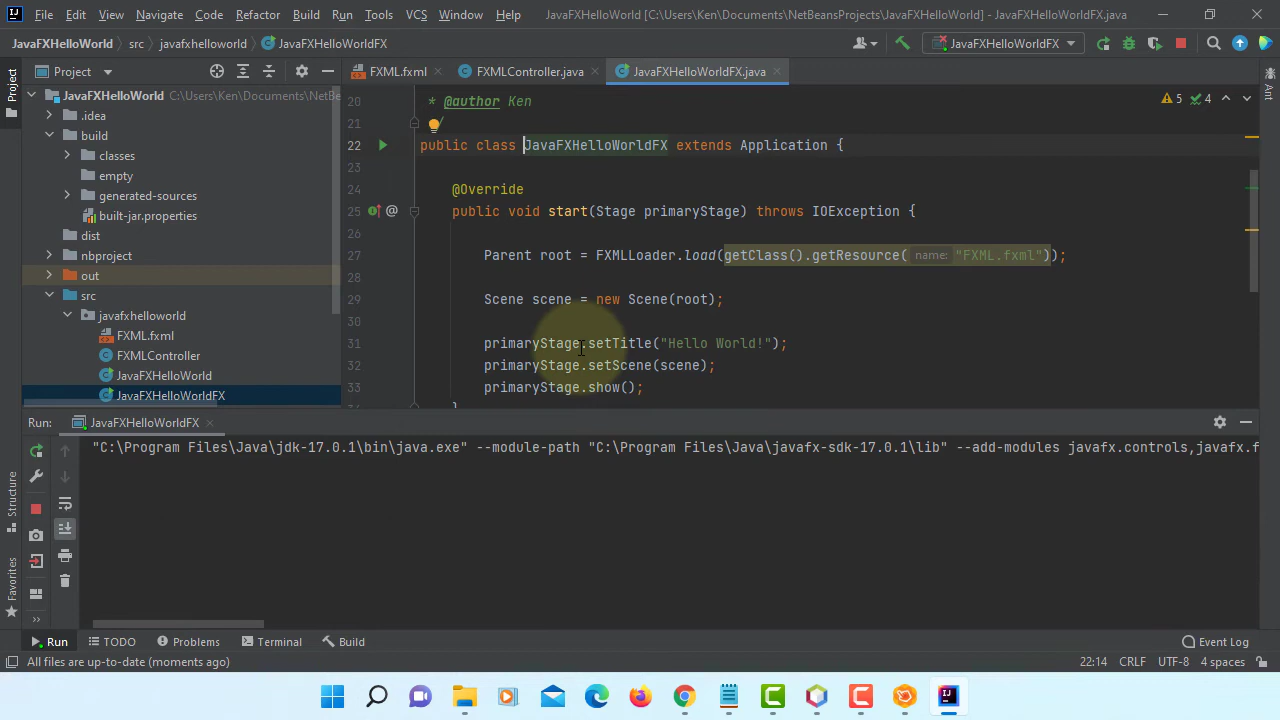 File Edit View Navigate Code Refactor Build Run Tools VCS Window Help JavaFXHelloWorld [C:\Users\Ken\Documents\NetBeansProjects\JavaFXHelloWorld] - JavaFXHelloWorldFX.java
JavaFXHelloWorld src javafxhelloworld JavaFXHelloWorldFX JavaFXHelloWorldFX
Project
Project
FXML.fxml
FXMLController.java
JavaFXHelloWorldFX.java
Ant
JavaFXHelloWorld C:\Users\Ken\Documents\NetB
.idea
build
classes
empty
generated-sources
built-jar.properties
dist
nbproject
out
src
javafxhelloworld
FXML.fxml
FXMLController
JavaFXHelloWorld
JavaFXHelloWorldFX
5 4
20 * @author Ken
21
22 public class JavaFXHelloWorldFX extends Application {
23
24 @Override
25 @ public void start(Stage primaryStage) throws IOException {
26
27 Parent root = FXMLLoader.load(getClass().getResource( name: "FXML.fxml"));
28
29 Scene scene = new Scene(root);
30
31 primaryStage.setTitle("Hello World!");
32 primaryStage.setScene(scene);
33 primaryStage.show();
}
Run: JavaFXHelloWorldFX
"C:\Program Files\Java\jdk-17.0.1\bin\java.exe" --module-path "C:\Program Files\Java\javafx-sdk-17.0.1\lib" --add-modules javafx.controls,javafx.f
Structure
Favorites
Run TODO Problems Terminal Build Event Log
All files are up-to-date (moments ago) 22:14 CRLF UTF-8 4 spaces